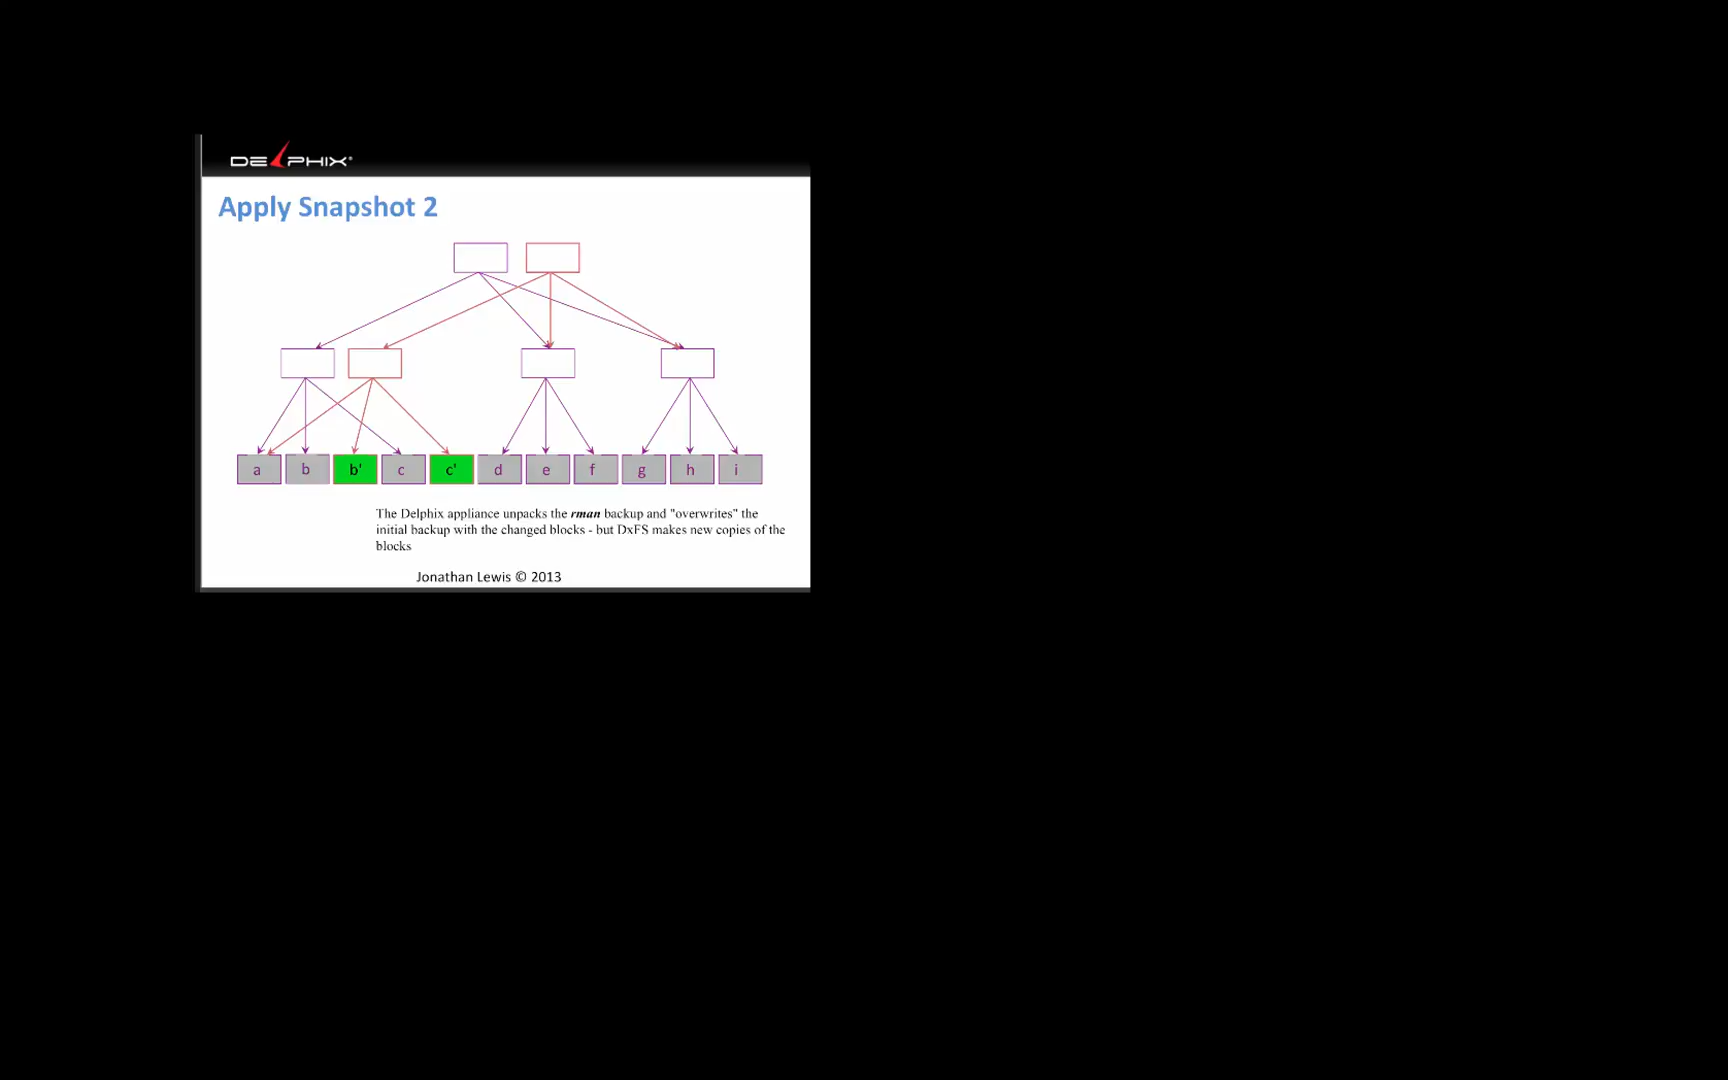 DELPHIX®
Apply Snapshot 2
a b b' c c' d e f g h i
The Delphix appliance unpacks the rman backup and "overwrites" the
initial backup with the changed blocks - but DxFS makes new copies of the
blocks
Jonathan Lewis © 2013